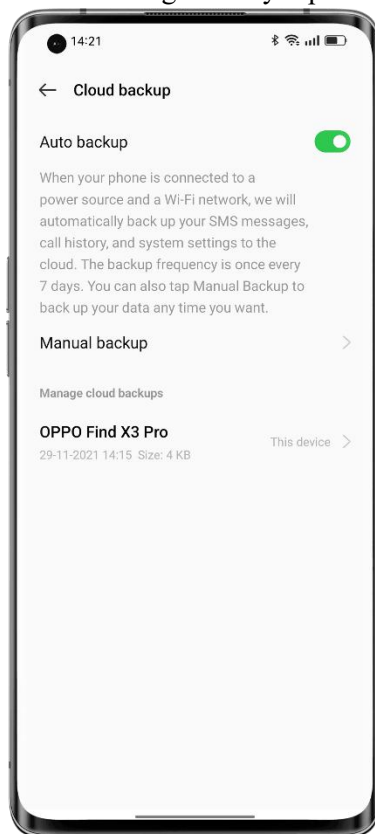 14:21
Cloud backup
Auto backup
When your phone is connected to a
power source and a Wi-Fi network, we will
automatically back up your SMS messages,
call history, and system settings to the
cloud. The backup frequency is once every
7 days. You can also tap Manual Backup to
back up your data any time you want.
Manual backup
Manage cloud backups
OPPO Find X3 Pro
This device
29-11-2021 14:15 Size: 4 KB